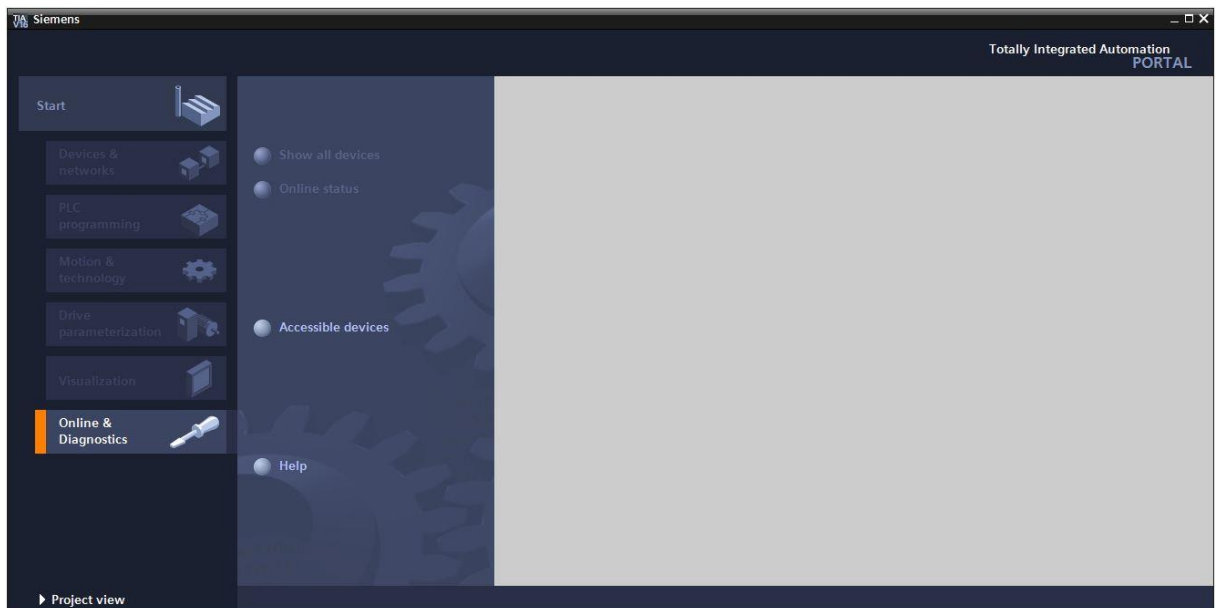 TIA
V16
Siemens
Totally Integrated Automation
PORTAL
Start
Devices &
networks
PLC
programming
Motion &
technology
Drive
parameterization
Visualization
Online &
Diagnostics
Show all devices
Online status
Accessible devices
Help
Project view